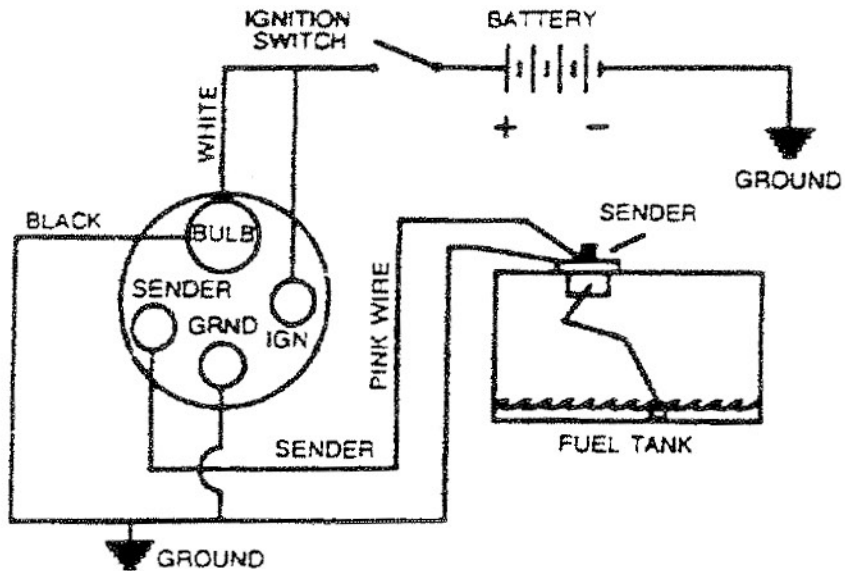 IGNITION
SWITCH
BATTERY
+ −
WHITE
GROUND
BLACK
BULB
SENDER
SENDER
GRND
IGN
PINK WIRE
SENDER
FUEL TANK
GROUND